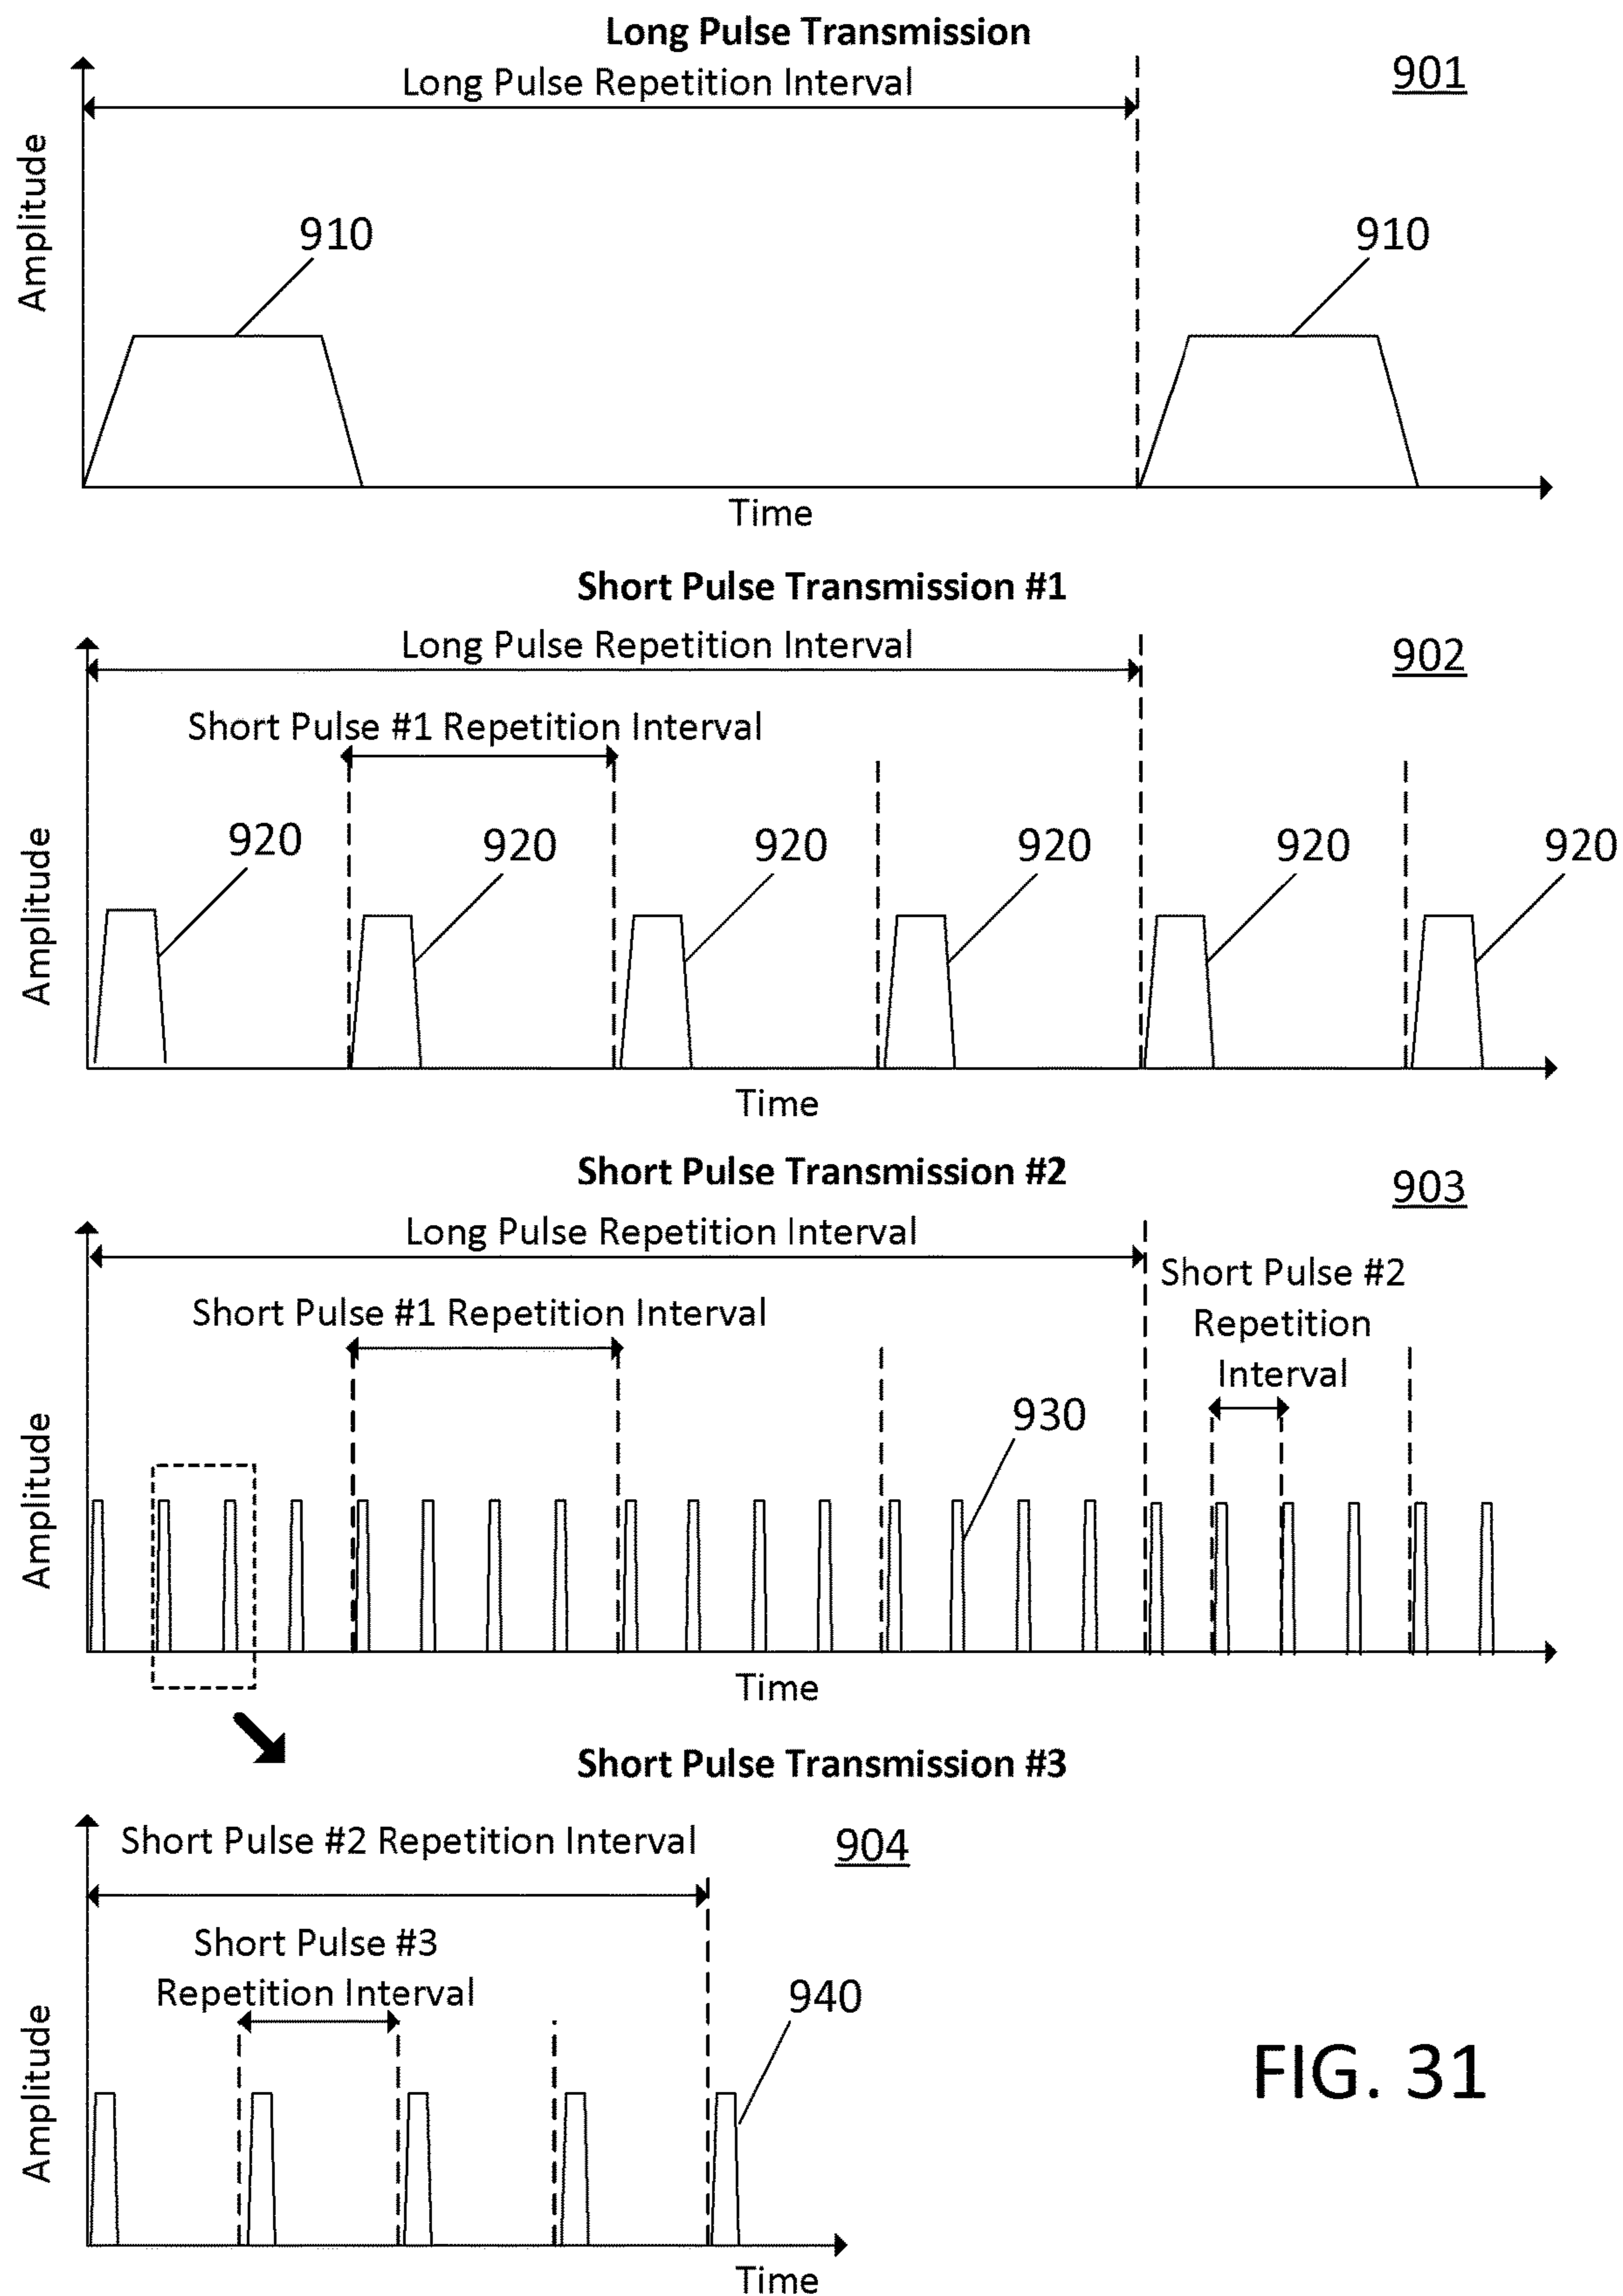 Long Pulse Transmission
Long Pulse Repetition Interval
901
Amplitude
910
910
Time
Short Pulse Transmission #1
Long Pulse Repetition Interval
902
Short Pulse #1 Repetition Interval
Amplitude
920
920
920
920
920
920
Time
Short Pulse Transmission #2
903
Long Pulse Repetition Interval
Short Pulse #2
Repetition
Interval
Short Pulse #1 Repetition Interval
930
Amplitude
Time
Short Pulse Transmission #3
Short Pulse #2 Repetition Interval
904
Short Pulse #3
Repetition Interval
940
Amplitude
Time
FIG. 31